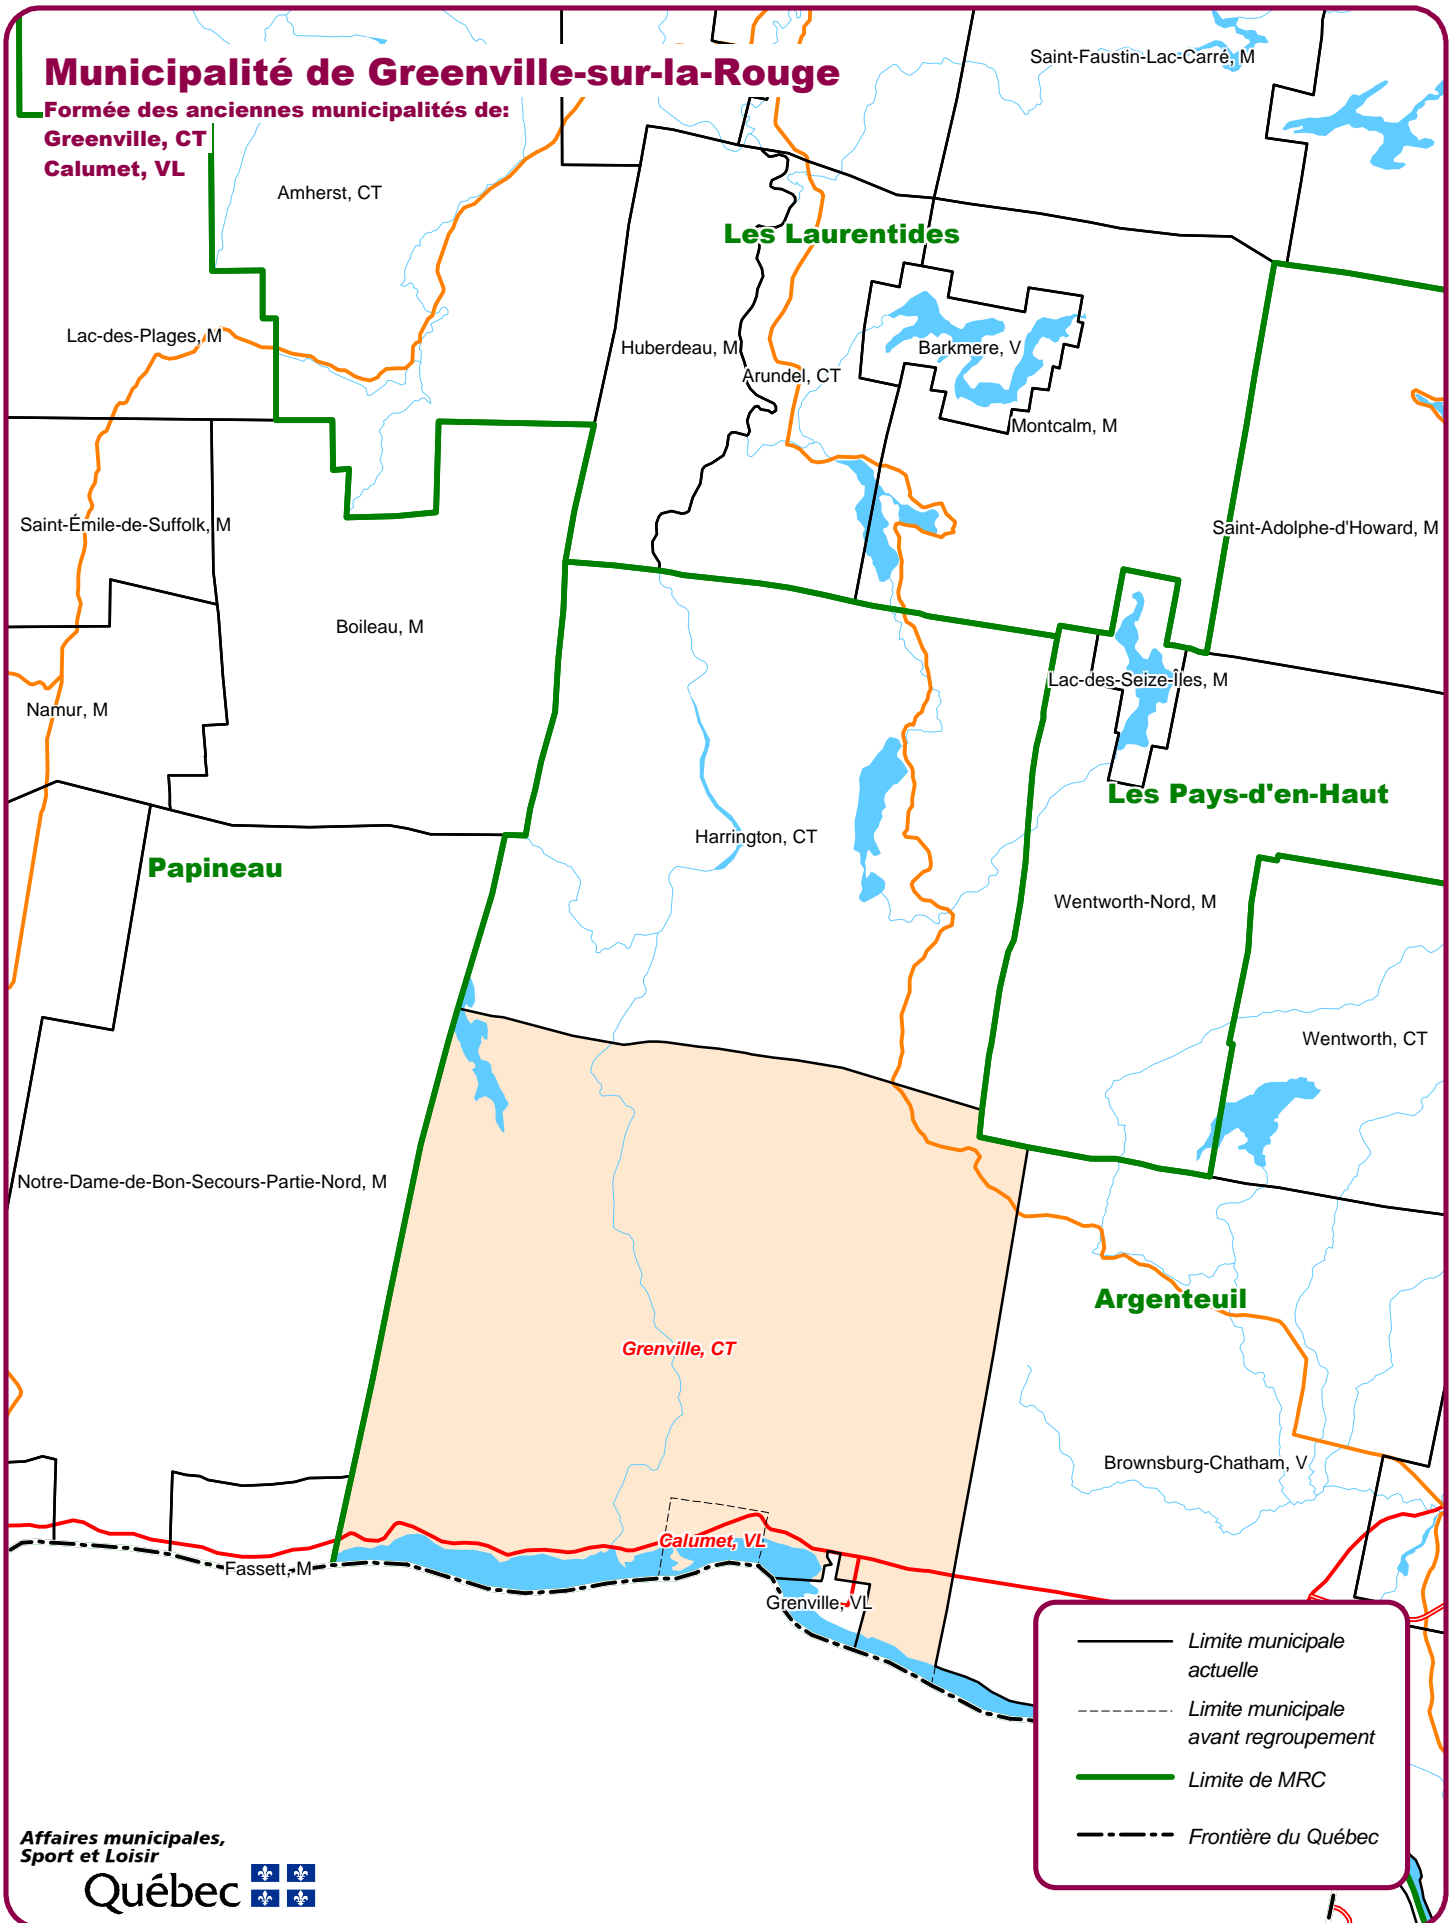 Municipalité de Greenville-sur-la-Rouge
Formée des anciennes municipalités de:
Greenville, CT
Calumet, VL
Saint-Faustin-Lac-Carré, M
Amherst, CT
Les Laurentides
Lac-des-Plages, M
Huberdeau, M
Barkmere, V
Arundel, CT
Montcalm, M
Saint-Émile-de-Suffolk, M
Saint-Adolphe-d'Howard, M
Boileau, M
Lac-des-Seize-Îles, M
Namur, M
Les Pays-d'en-Haut
Harrington, CT
Papineau
Wentworth-Nord, M
Wentworth, CT
Notre-Dame-de-Bon-Secours-Partie-Nord, M
Argenteuil
Grenville, CT
Brownsburg-Chatham, V
Calumet, VL
Fassett, M
Grenville, VL
Limite municipale
actuelle
Limite municipale
avant regroupement
Limite de MRC
Frontière du Québec
Affaires municipales,
Sport et Loisir
Québec